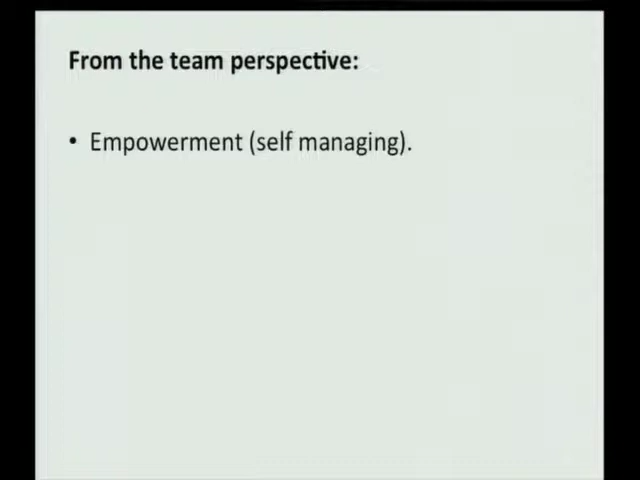 From the team perspective:
• Empowerment (self managing).